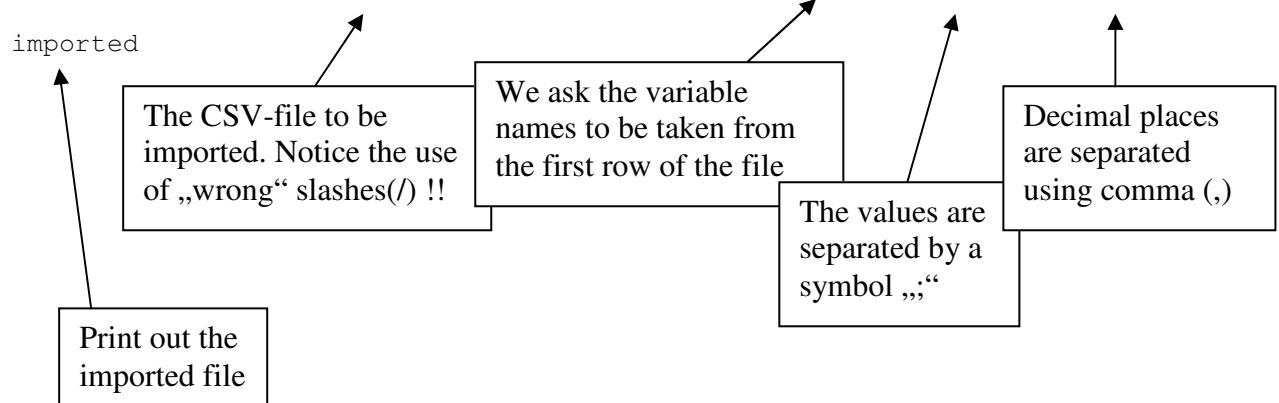 imported
The CSV-file to be
imported. Notice the use
of „wrong“ slashes(/) !!
We ask the variable
names to be taken from
the first row of the file
The values are
separated by a
symbol „;“
Decimal places
are separated
using comma (,)
Print out the
imported file